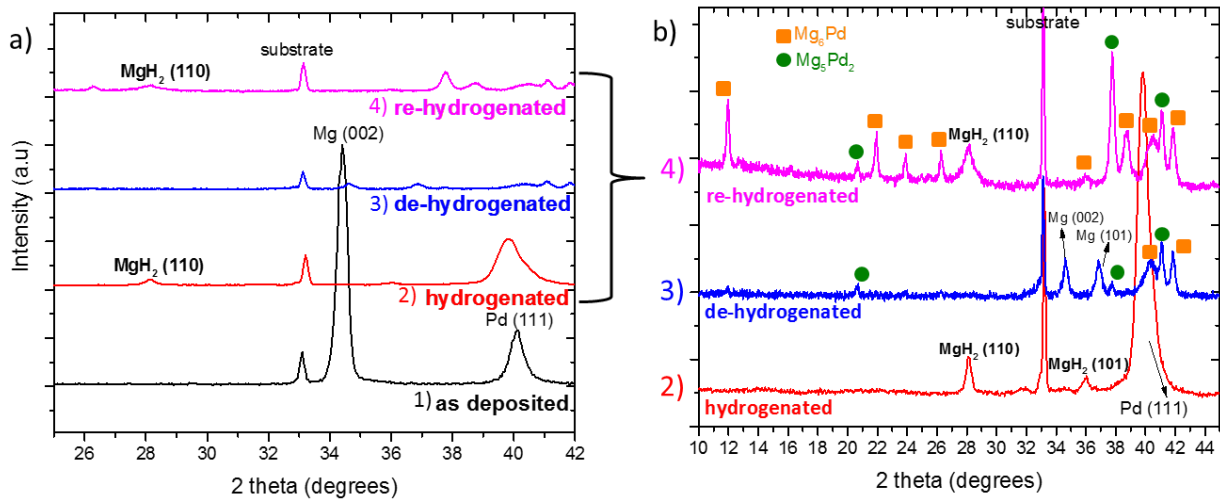 a)
substrate
MgH2 (110)
4) re-hydrogenated
Mg (002)
3) de-hydrogenated
MgH2 (110)
2) hydrogenated
Pd (111)
1) as deposited
Intensity (a.u)
26 28 30 32 34 36 38 40 42
2 theta (degrees)
b)
substrate
Mg6Pd
Mg5Pd2
MgH2 (110)
4)
re-hydrogenated
Mg (002)
Mg (101)
3)
de-hydrogenated
MgH2 (110)
MgH2 (101)
2)
hydrogenated
Pd (111)
10 12 14 16 18 20 22 24 26 28 30 32 34 36 38 40 42 44
2 theta (degrees)